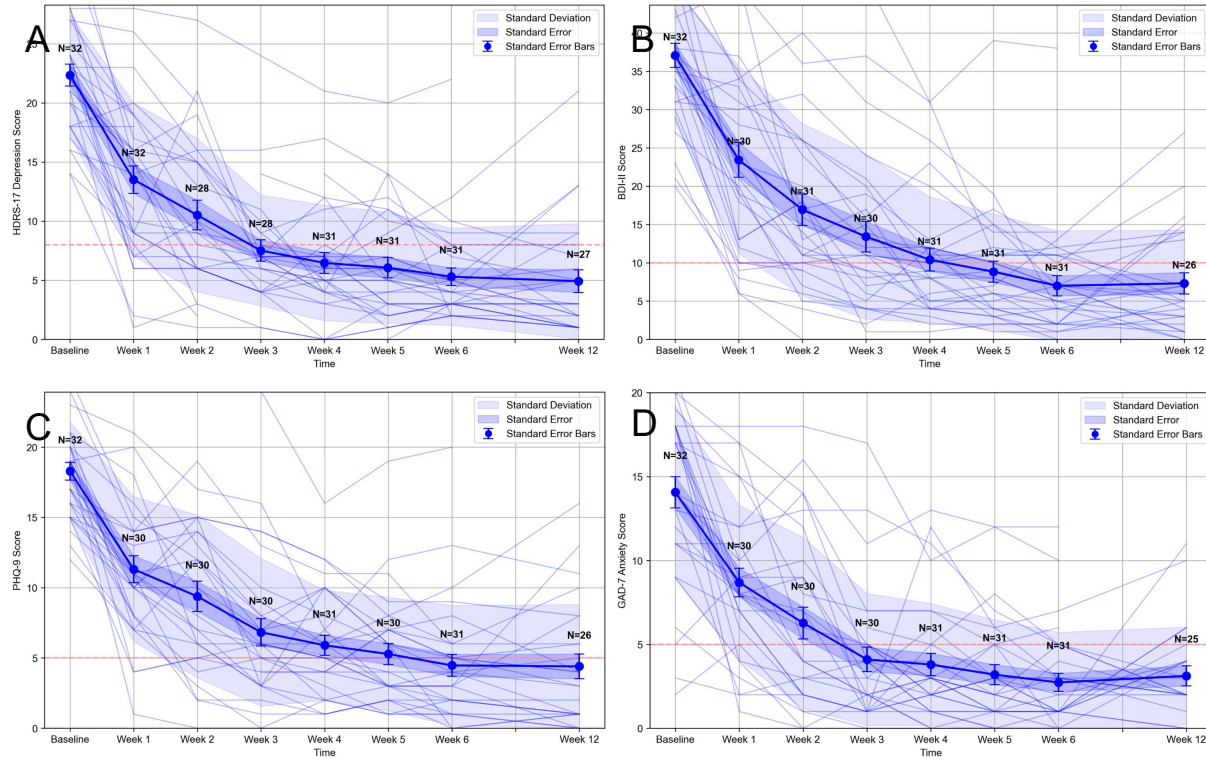 A
HDRS-17 Depression Score
25
20
15
10
5
0
N=32
N=32
N=28
N=28
N=31
N=31
N=31
N=27
Standard Deviation
Standard Error
Standard Error Bars
Baseline Week 1 Week 2 Week 3 Week 4 Week 5 Week 6 Week 12
Time
B
BDI-II Score
40
35
30
25
20
15
10
5
0
N=32
N=30
N=31
N=30
N=31
N=31
N=31
N=26
Standard Deviation
Standard Error
Standard Error Bars
Baseline Week 1 Week 2 Week 3 Week 4 Week 5 Week 6 Week 12
Time
C
PHQ-9 Score
20
15
10
5
0
N=32
N=30
N=30
N=30
N=31
N=30
N=31
N=26
Standard Deviation
Standard Error
Standard Error Bars
Baseline Week 1 Week 2 Week 3 Week 4 Week 5 Week 6 Week 12
Time
D
GAD-7 Anxiety Score
20
15
10
5
0
N=32
N=30
N=30
N=30
N=31
N=31
N=31
N=25
Standard Deviation
Standard Error
Standard Error Bars
Baseline Week 1 Week 2 Week 3 Week 4 Week 5 Week 6 Week 12
Time